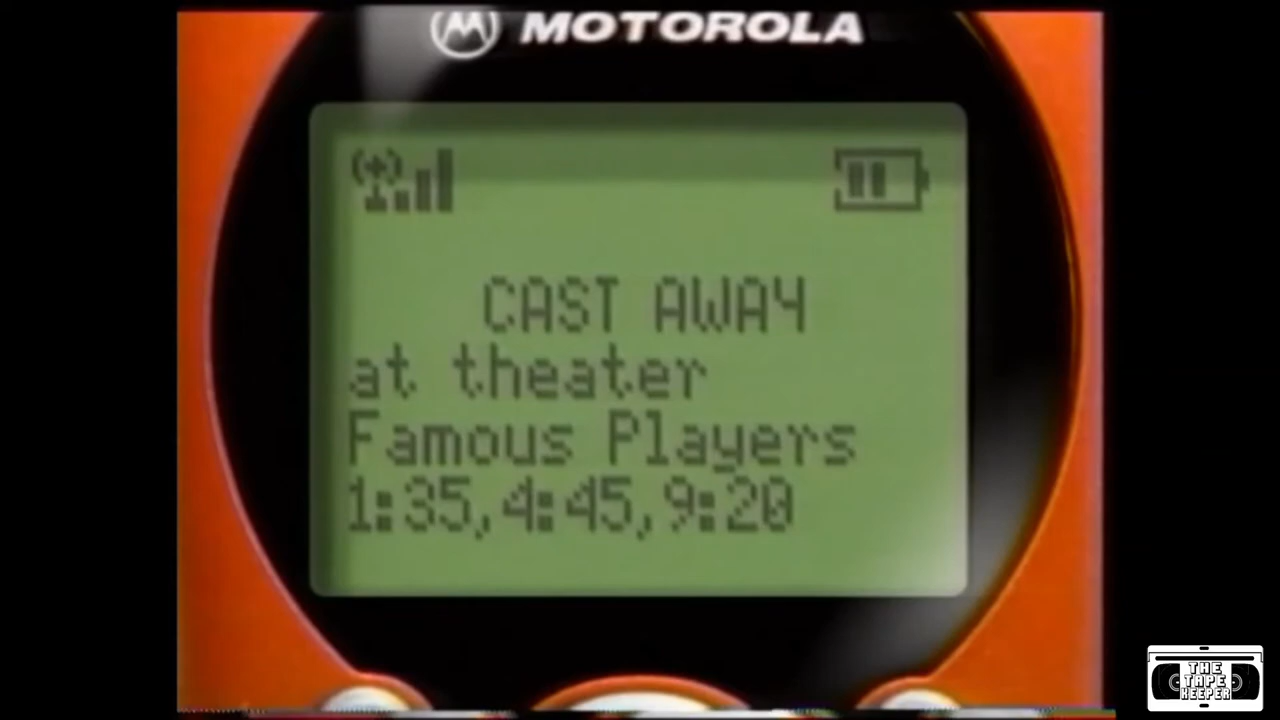 MOTOROLA
CAST AWAY
at theater
Famous Players
1:35,4:45,9:20
THE
TAPE
KEEPER